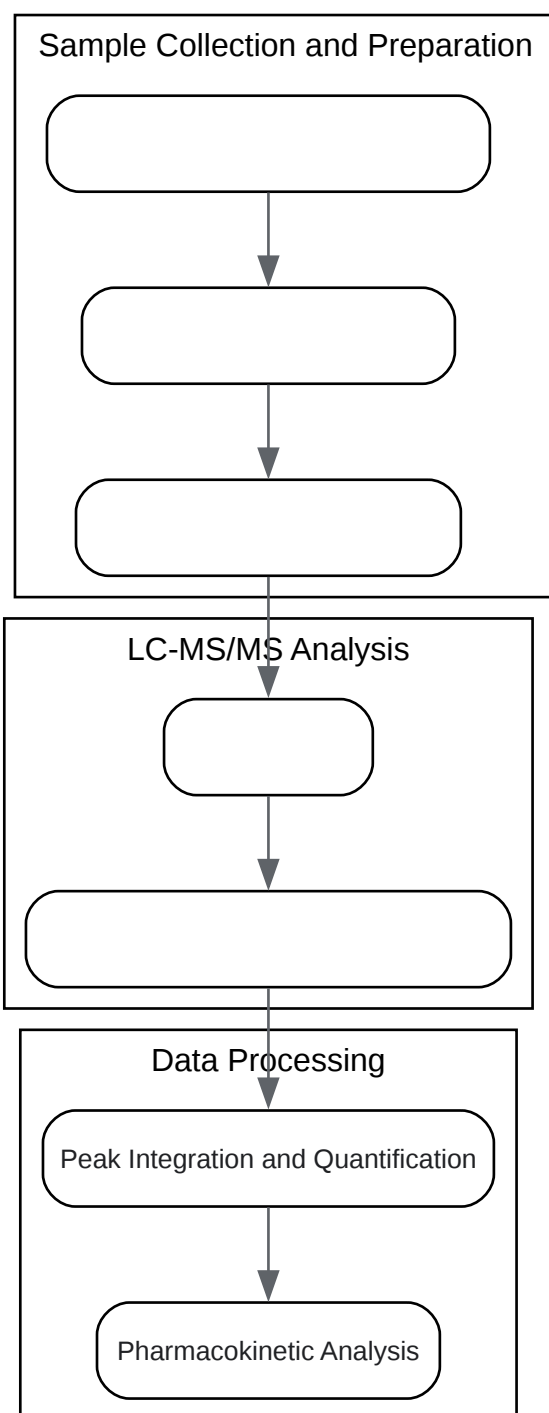 Sample Collection and Preparation
LC-MS/MS Analysis
Data Processing
Peak Integration and Quantification
Pharmacokinetic Analysis